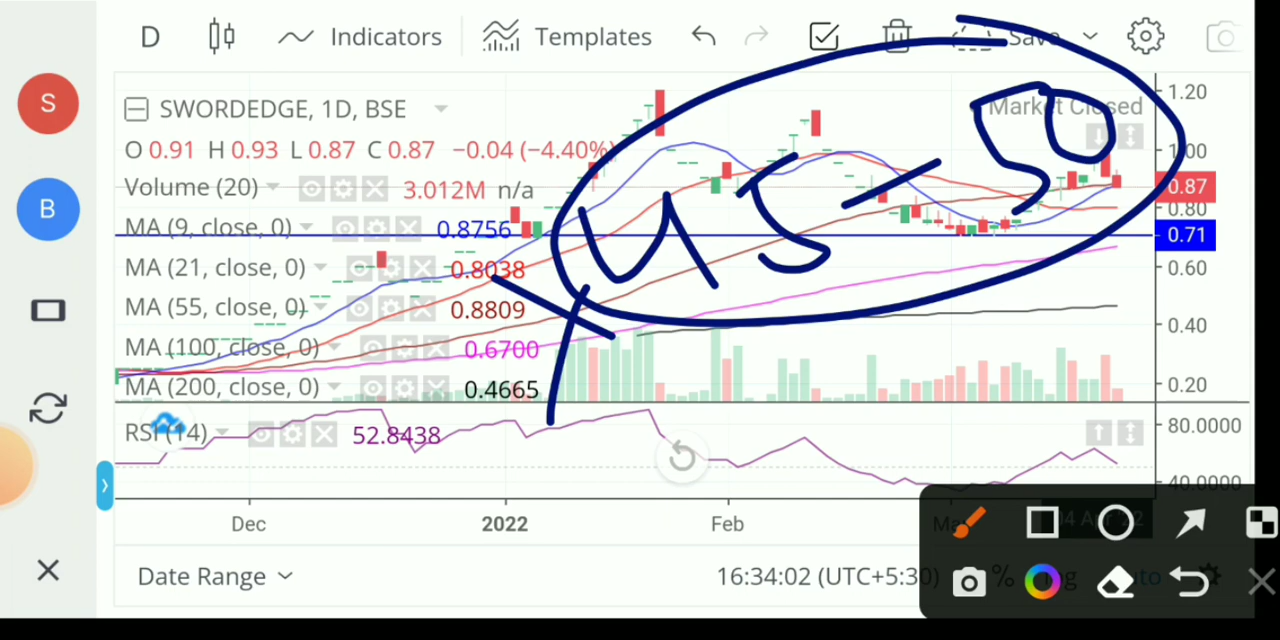 D Indicators Templates Save
S
B
SWORDEDGE, 1D, BSE
Market Closed
O 0.91 H 0.93 L 0.87 C 0.87 −0.04 (−4.40%)
Volume (20) 3.012M n/a
MA (9, close, 0) 0.8756
MA (21, close, 0) 0.8038
MA (55, close, 0) 0.8809
MA (100, close, 0) 0.6700
MA (200, close, 0) 0.4665
RSI (14) 52.8438
1.20
1.00
0.87
0.80
0.71
0.60
0.40
0.20
80.0000
40.0000
45-50
Dec 2022 Feb 04 Apr 22
Date Range 16:34:02 (UTC+5:30) %